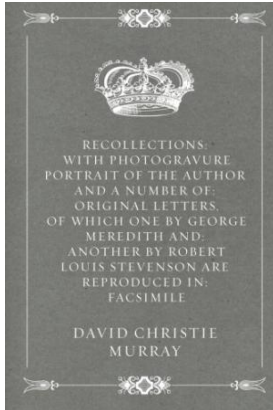 RECOLLECTIONS:
WITH PHOTOGRAVURE
PORTRAIT OF THE AUTHOR
AND A NUMBER OF:
ORIGINAL LETTERS,
OF WHICH ONE BY GEORGE
MEREDITH AND:
ANOTHER BY ROBERT
LOUIS STEVENSON ARE
REPRODUCED IN:
FACSIMILE
DAVID CHRISTIE
MURRAY